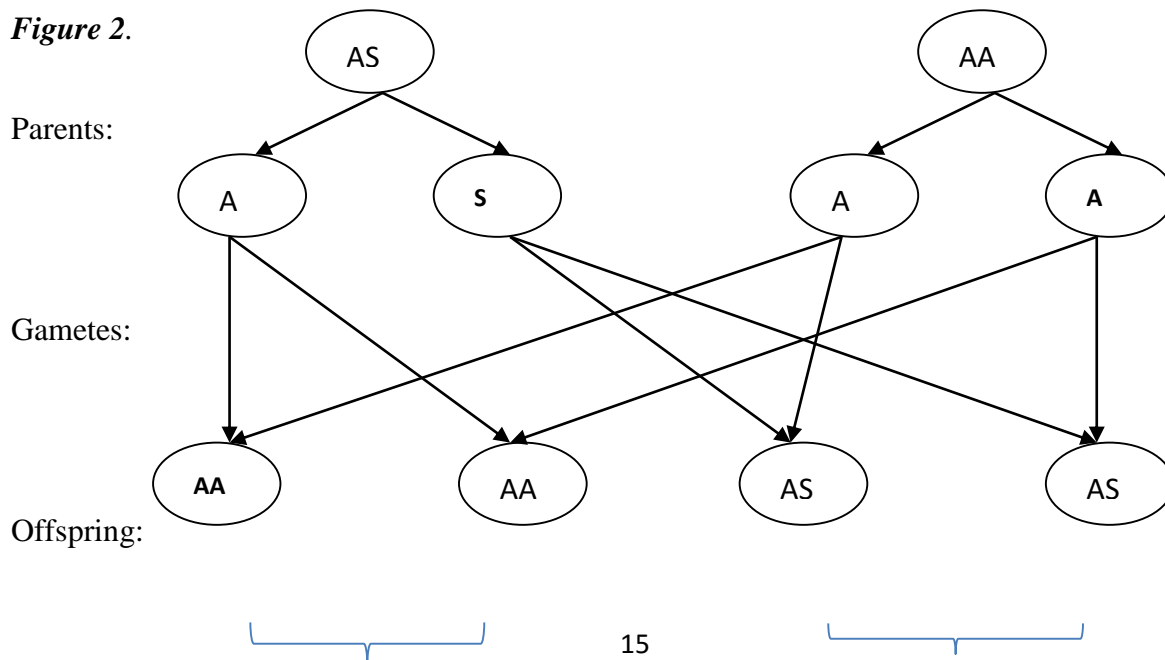 Figure 2.
AS AA
Parents:
A S A A
Gametes:
AA AA AS AS
Offspring:
15